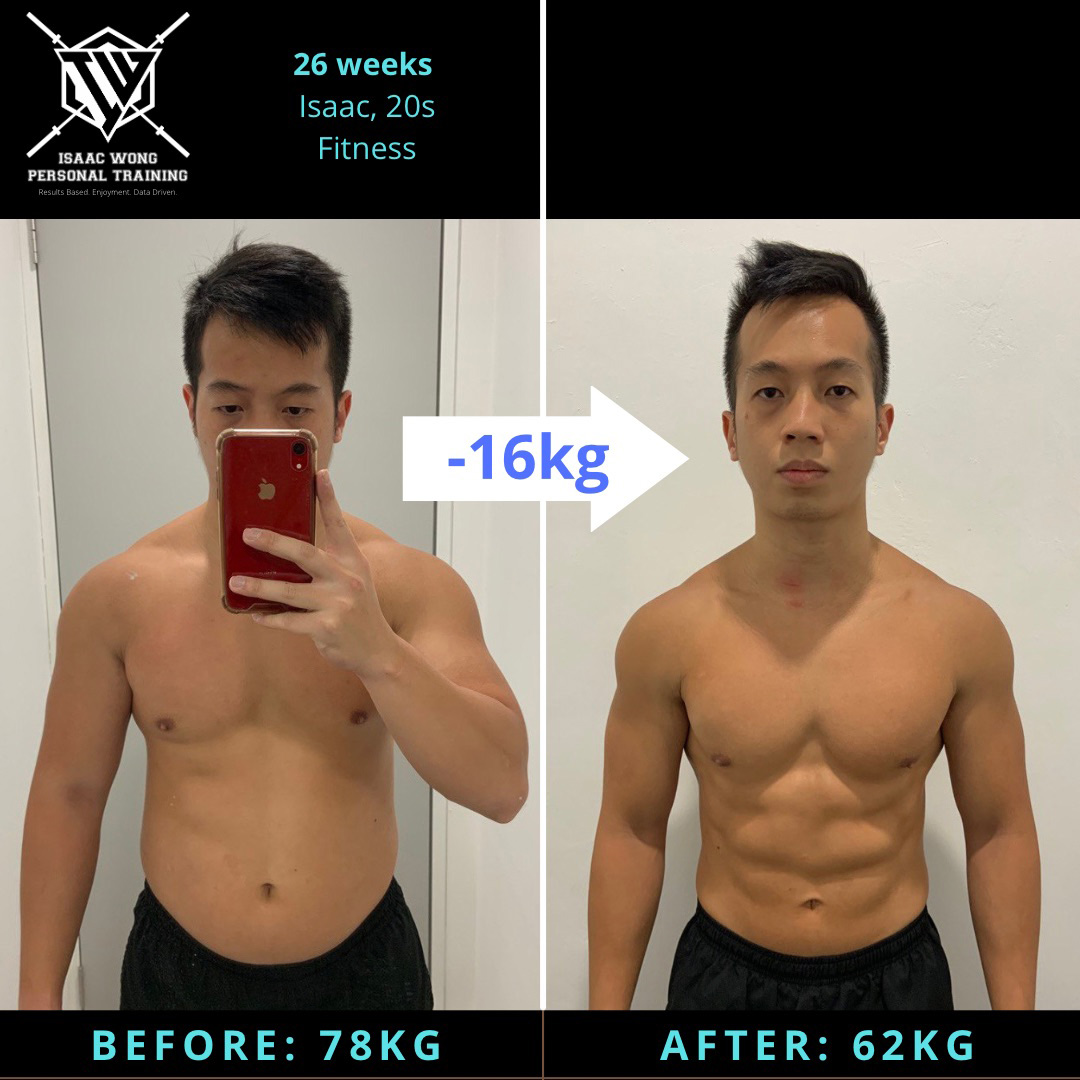 26 weeks
Isaac, 20s
Fitness
ISAAC WONG
PERSONAL TRAINING
Results Based. Enjoyment. Data Driven.
-16kg
BEFORE: 78KG
AFTER: 62KG